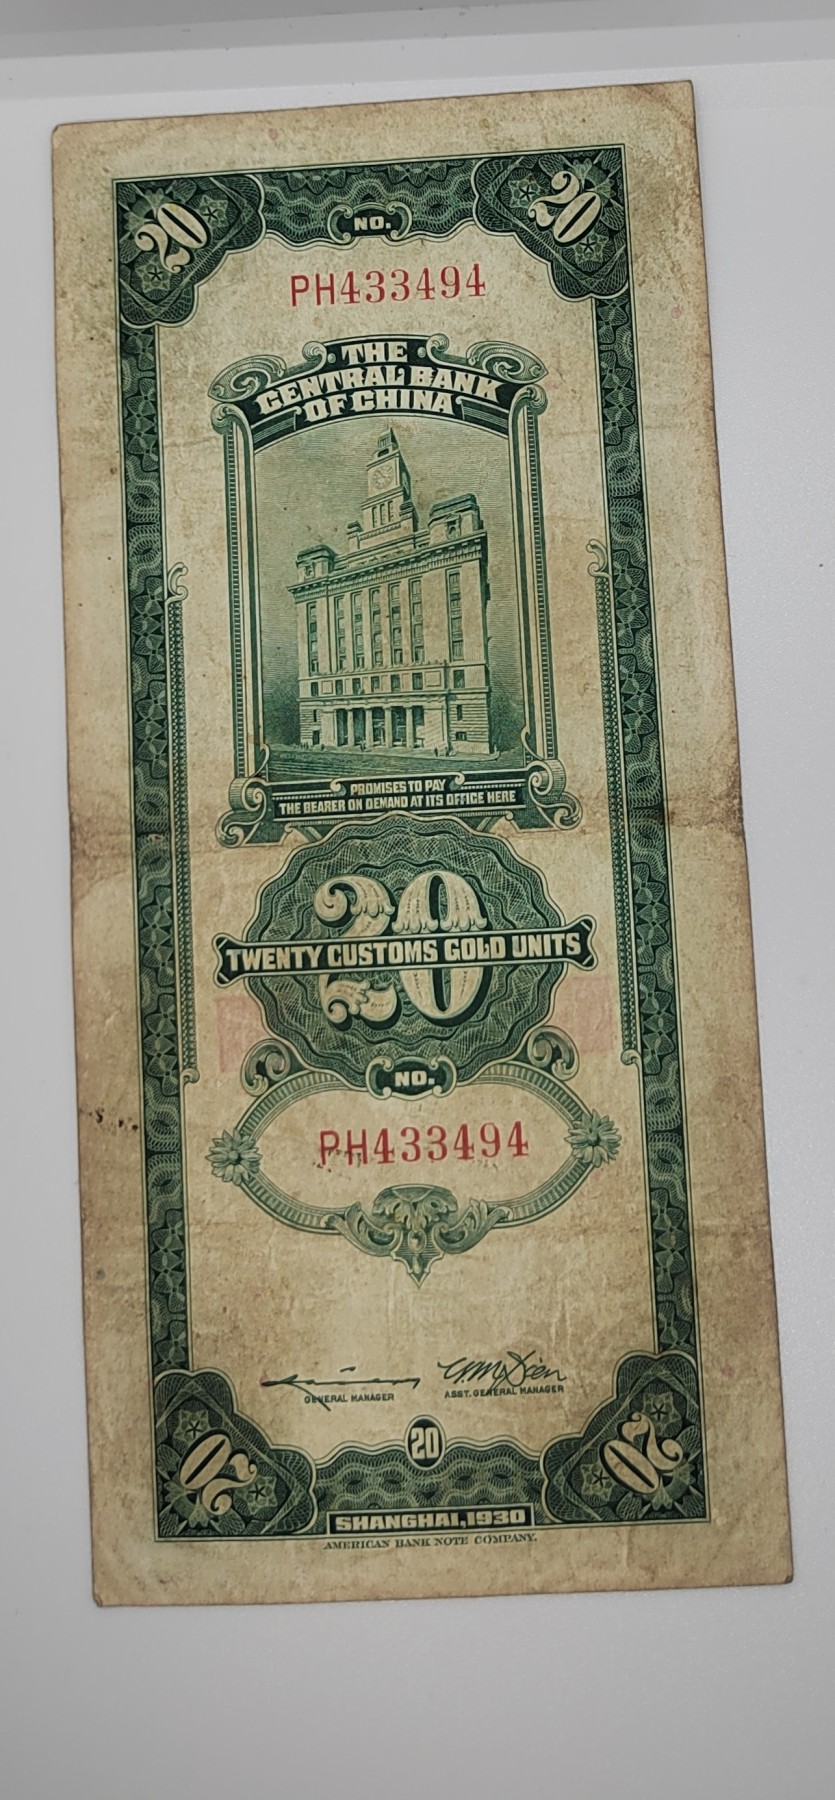 20
NO.
20
PH433494
THE
CENTRAL BANK
OF CHINA
PROMISES TO PAY
THE BEARER ON DEMAND AT ITS OFFICE HERE
20
TWENTY CUSTOMS GOLD UNITS
NO.
PH433494
GENERAL MANAGER
ASST. GENERAL MANAGER
20
20
20
SHANGHAI, 1930
AMERICAN BANK NOTE COMPANY.